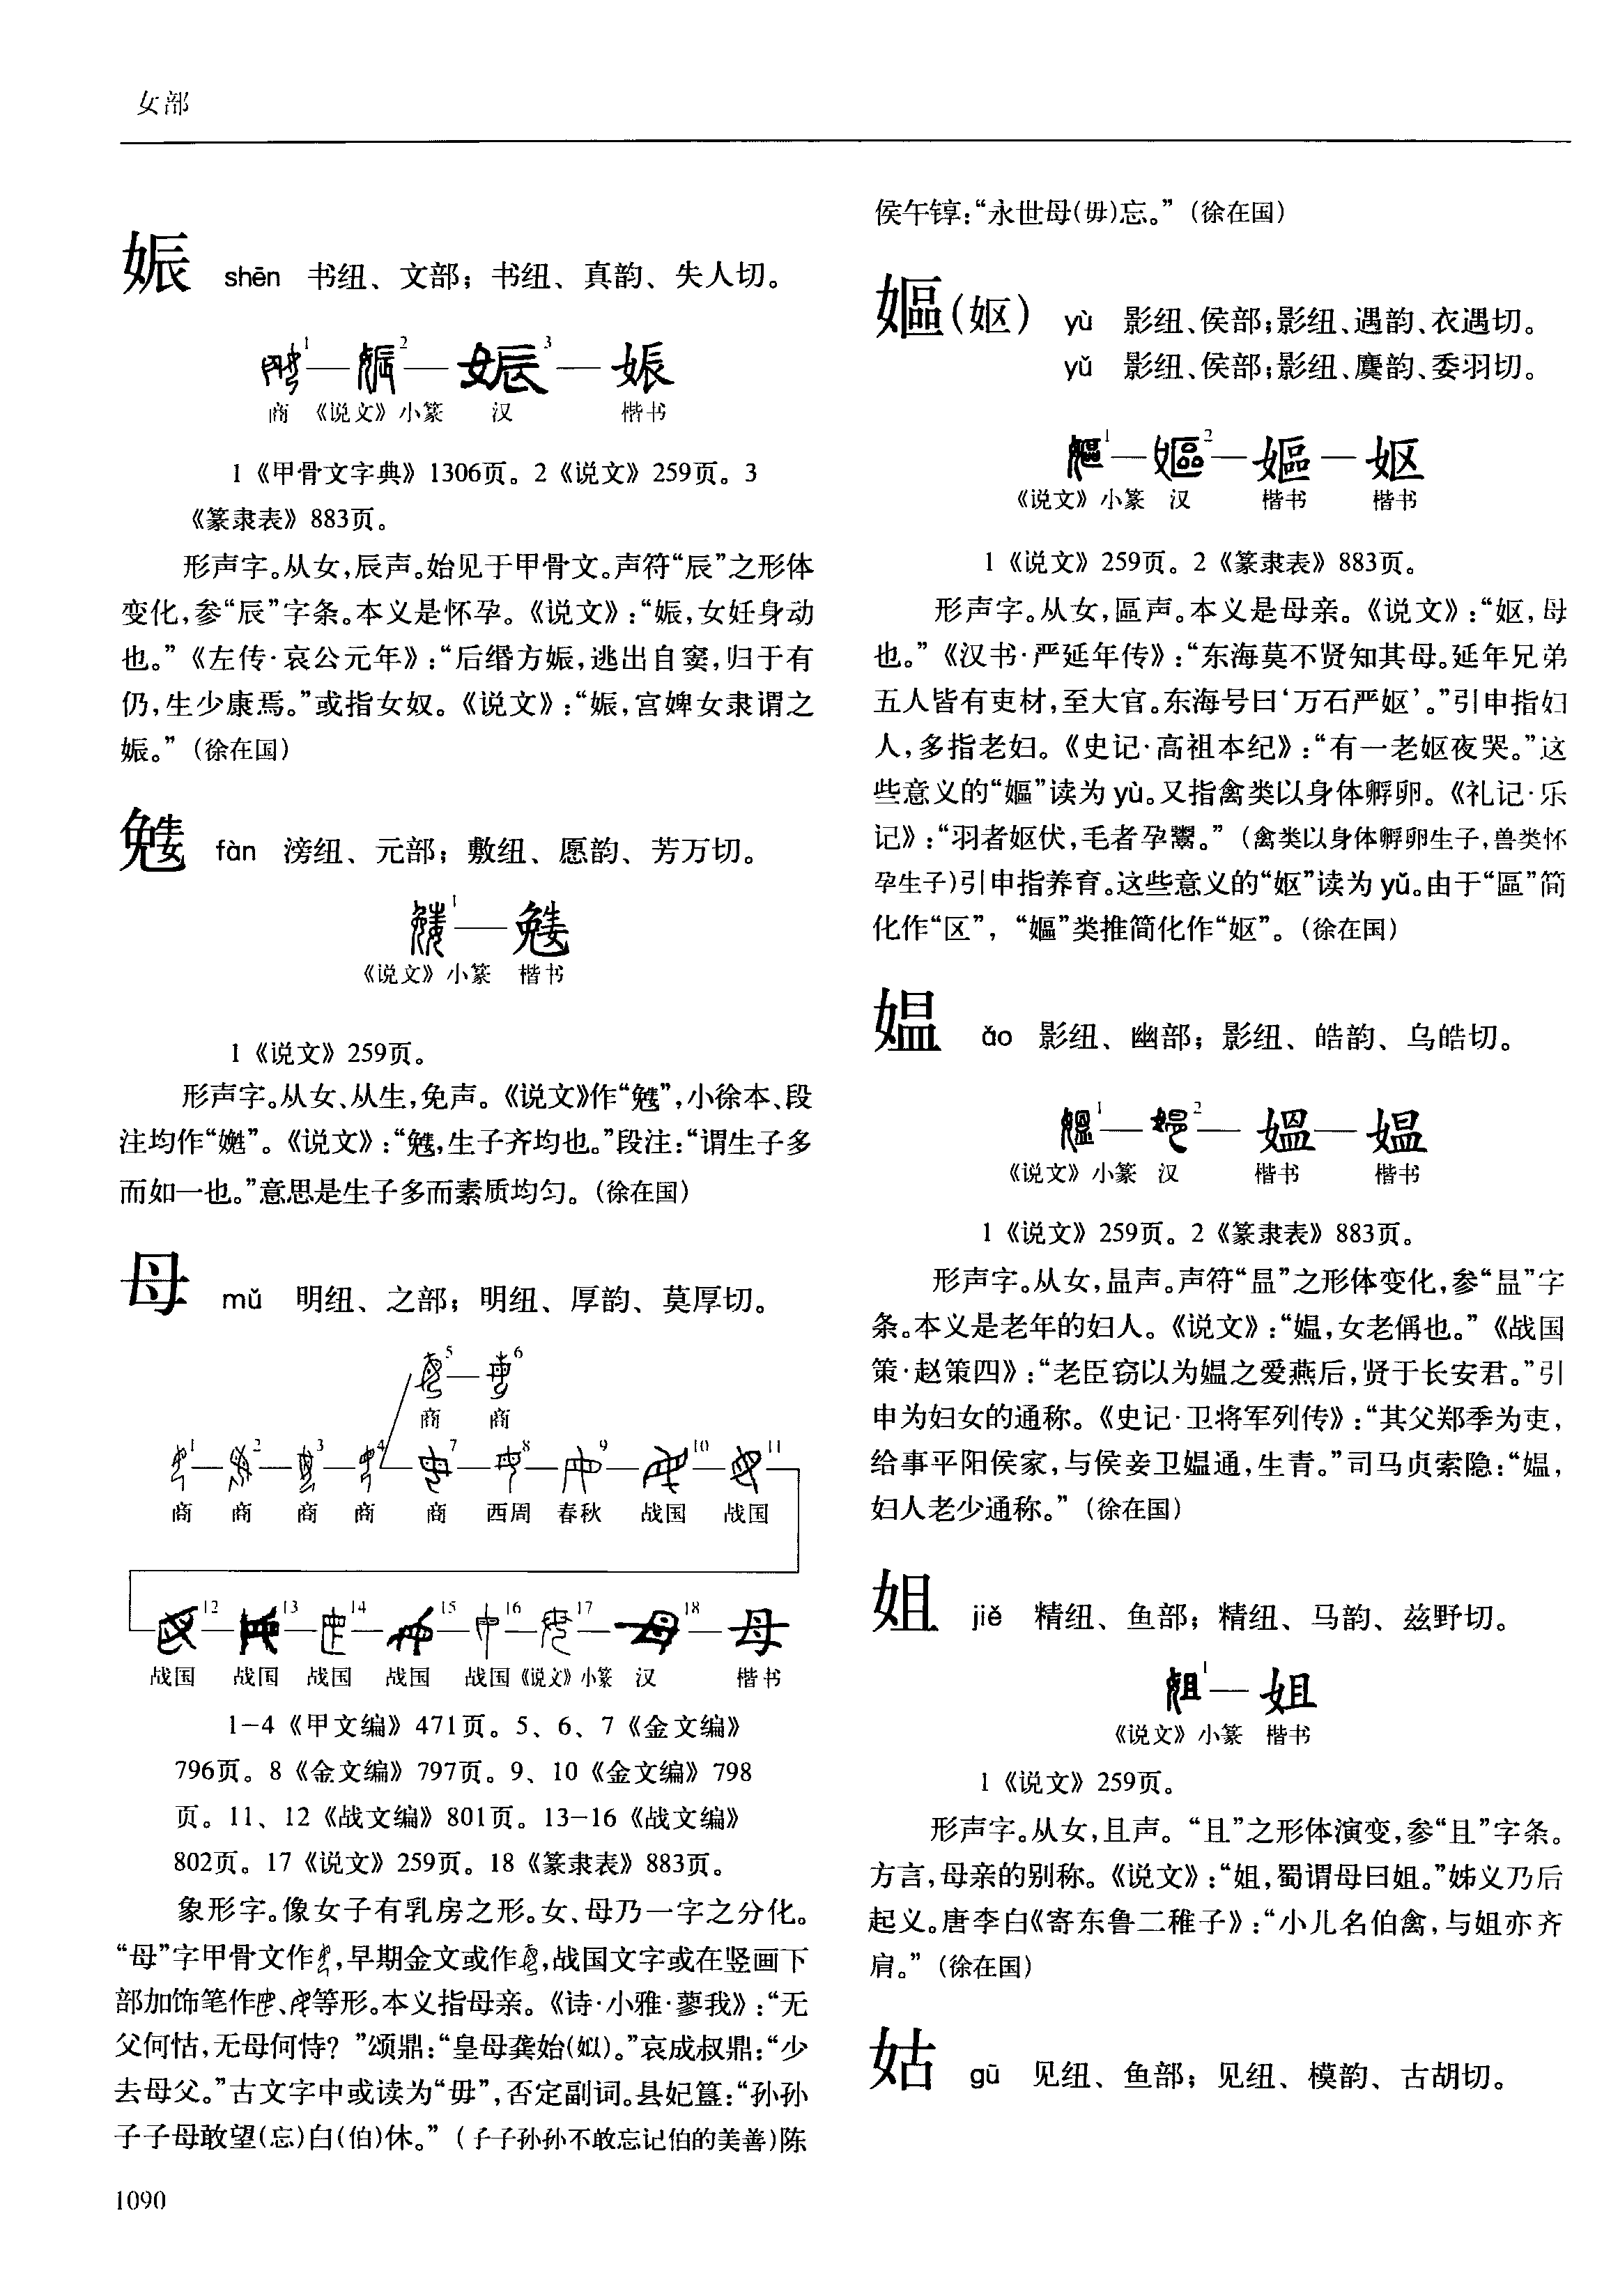 女部
娠 shēn 书纽、文部；书纽、真韵、失人切。
1—2—3—娠
商 《说文》小篆 汉 楷书
1《甲骨文字典》1306页。2《说文》259页。3
《篆隶表》883页。
形声字。从女，辰声。始见于甲骨文。声符“辰”之形体
变化，参“辰”字条。本义是怀孕。《说文》：“娠，女妊身动
也。”《左传·哀公元年》：“后缗方娠，逃出自窦，归于有
仍，生少康焉。”或指女奴。《说文》：“娠，宫婢女隶谓之
娠。”（徐在国）
fàn 滂纽、元部；敷纽、愿韵、芳万切。
1
《说文》小篆 楷书
1《说文》259页。
形声字。从女、从生，免声。《说文》作“”，小徐本、段
注均作“”。《说文》：“，生子齐均也。”段注：“谓生子多
而如一也。”意思是生子多而素质均匀。（徐在国）
母 mǔ 明纽、之部；明纽、厚韵、莫厚切。
5—6
商 商
1—2—3—4—7—8—9—10—11
商 商 商 商 商 西周 春秋 战国 战国
12—13—14—15—16—17—18—母
战国 战国 战国 战国 战国《说文》小篆 汉 楷书
1—4《甲文编》471页。5、6、7《金文编》
796页。8《金文编》797页。9、10《金文编》798
页。11、12《战文编》801页。13—16《战文编》
802页。17《说文》259页。18《篆隶表》883页。
象形字。像女子有乳房之形。女、母乃一字之分化。
“母”字甲骨文作，早期金文或作，战国文字或在竖画下
部加饰笔作、等形。本义指母亲。《诗·小雅·蓼我》：“无
父何怙，无母何恃？”颂鼎：“皇母龚始(姒)。”哀成叔鼎：“少
去母父。”古文字中或读为“毋”，否定副词。县妃簋：“孙孙
子子母敢望(忘)白(伯)休。”（子子孙孙不敢忘记伯的美善)陈
侯午錞：“永世母(毋)忘。”（徐在国）
嫗(妪) yù 影纽、侯部；影纽、遇韵、衣遇切。
yǔ 影纽、侯部；影纽、麌韵、委羽切。
1—2—嫗—妪
《说文》小篆 汉 楷书 楷书
1《说文》259页。2《篆隶表》883页。
形声字。从女，區声。本义是母亲。《说文》：“妪，母
也。”《汉书·严延年传》：“东海莫不贤知其母。延年兄弟
五人皆有吏材，至大官。东海号曰‘万石严妪’。”引申指妇
人，多指老妇。《史记·高祖本纪》：“有一老妪夜哭。”这
些意义的“嫗”读为 yù。又指禽类以身体孵卵。《礼记·乐
记》：“羽者妪伏，毛者孕鬻。”（禽类以身体孵卵生子，兽类怀
孕生子)引申指养育。这些意义的“妪”读为 yǔ。由于“區”简
化作“区”，“嫗”类推简化作“妪”。（徐在国）
媪 ǎo 影纽、幽部；影纽、皓韵、乌皓切。
1—2—媼—媪
《说文》小篆 汉 楷书 楷书
1《说文》259页。2《篆隶表》883页。
形声字。从女，昷声。声符“昷”之形体变化，参“昷”字
条。本义是老年的妇人。《说文》：“媪，女老偁也。”《战国
策·赵策四》：“老臣窃以为媪之爱燕后，贤于长安君。”引
申为妇女的通称。《史记·卫将军列传》：“其父郑季为吏，
给事平阳侯家，与侯妾卫媪通，生青。”司马贞索隐：“媪，
妇人老少通称。”（徐在国）
姐 jiě 精纽、鱼部；精纽、马韵、兹野切。
1—姐
《说文》小篆 楷书
1《说文》259页。
形声字。从女，且声。“且”之形体演变，参“且”字条。
方言，母亲的别称。《说文》：“姐，蜀谓母曰姐。”姊义乃后
起义。唐李白《寄东鲁二稚子》：“小儿名伯禽，与姐亦齐
肩。”（徐在国）
姑 gū 见纽、鱼部；见纽、模韵、古胡切。
1090